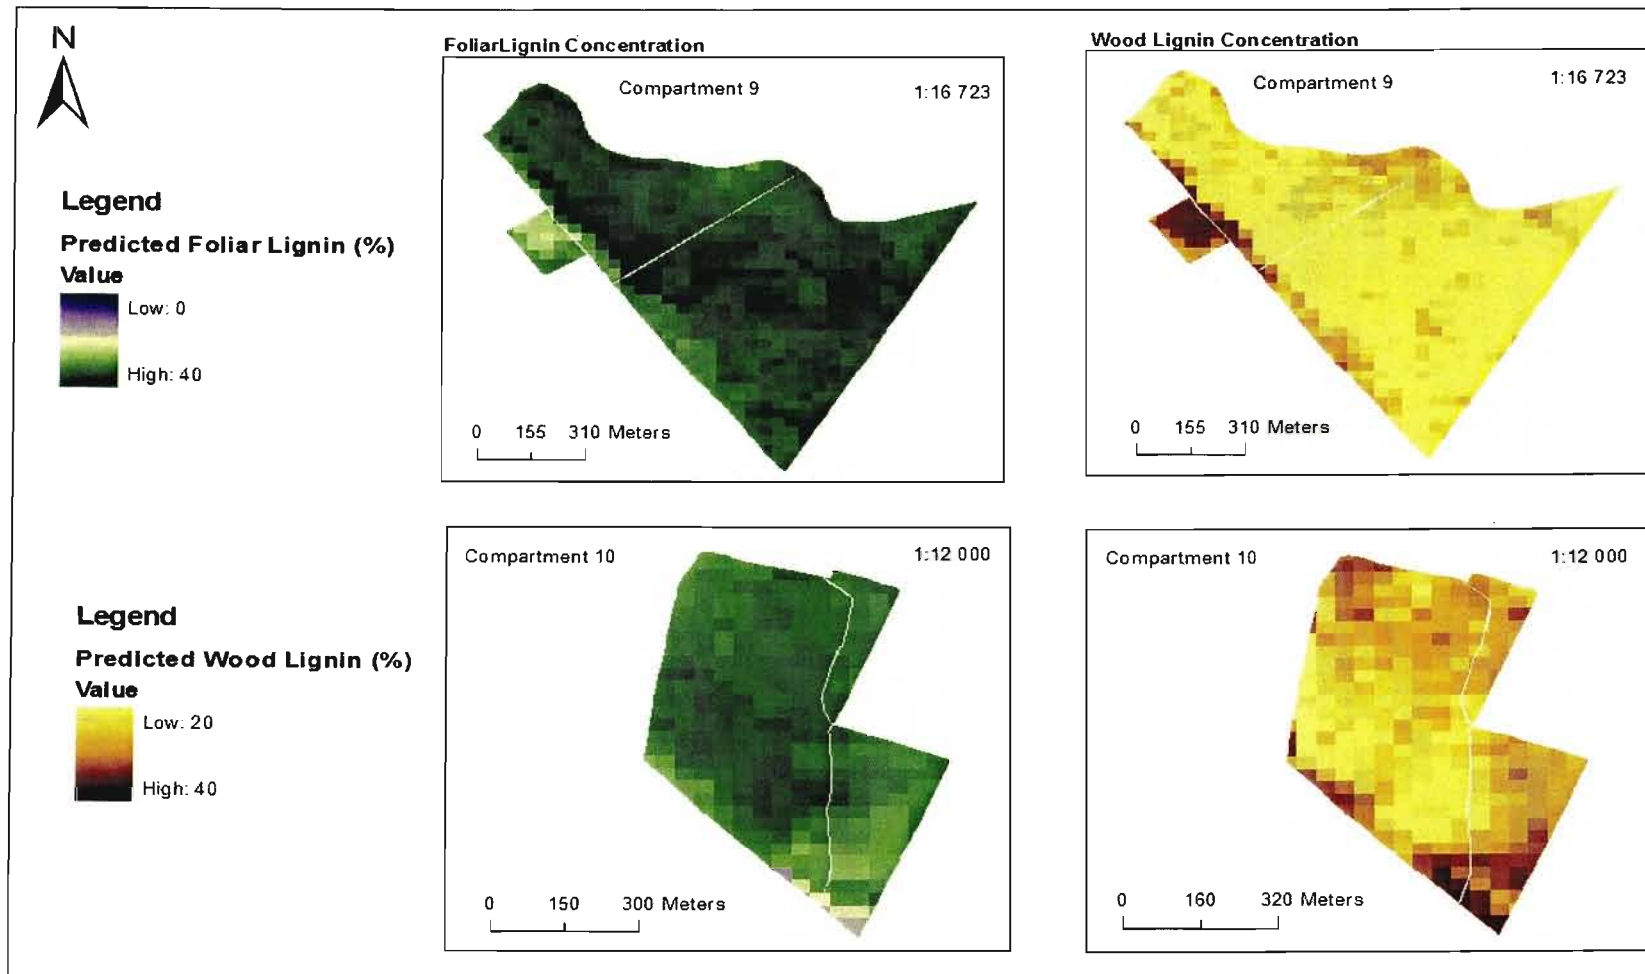 N
FoliarLignin Concentration
Wood Lignin Concentration
Compartment 9
1:16 723
Compartment 9
1:16 723
Legend
Predicted Foliar Lignin (%)
Value
Low: 0
High: 40
0 155 310 Meters
0 155 310 Meters
Compartment 10
1:12 000
Compartment 10
1:12 000
Legend
Predicted Wood Lignin (%)
Value
Low: 20
High: 40
0 150 300 Meters
0 160 320 Meters